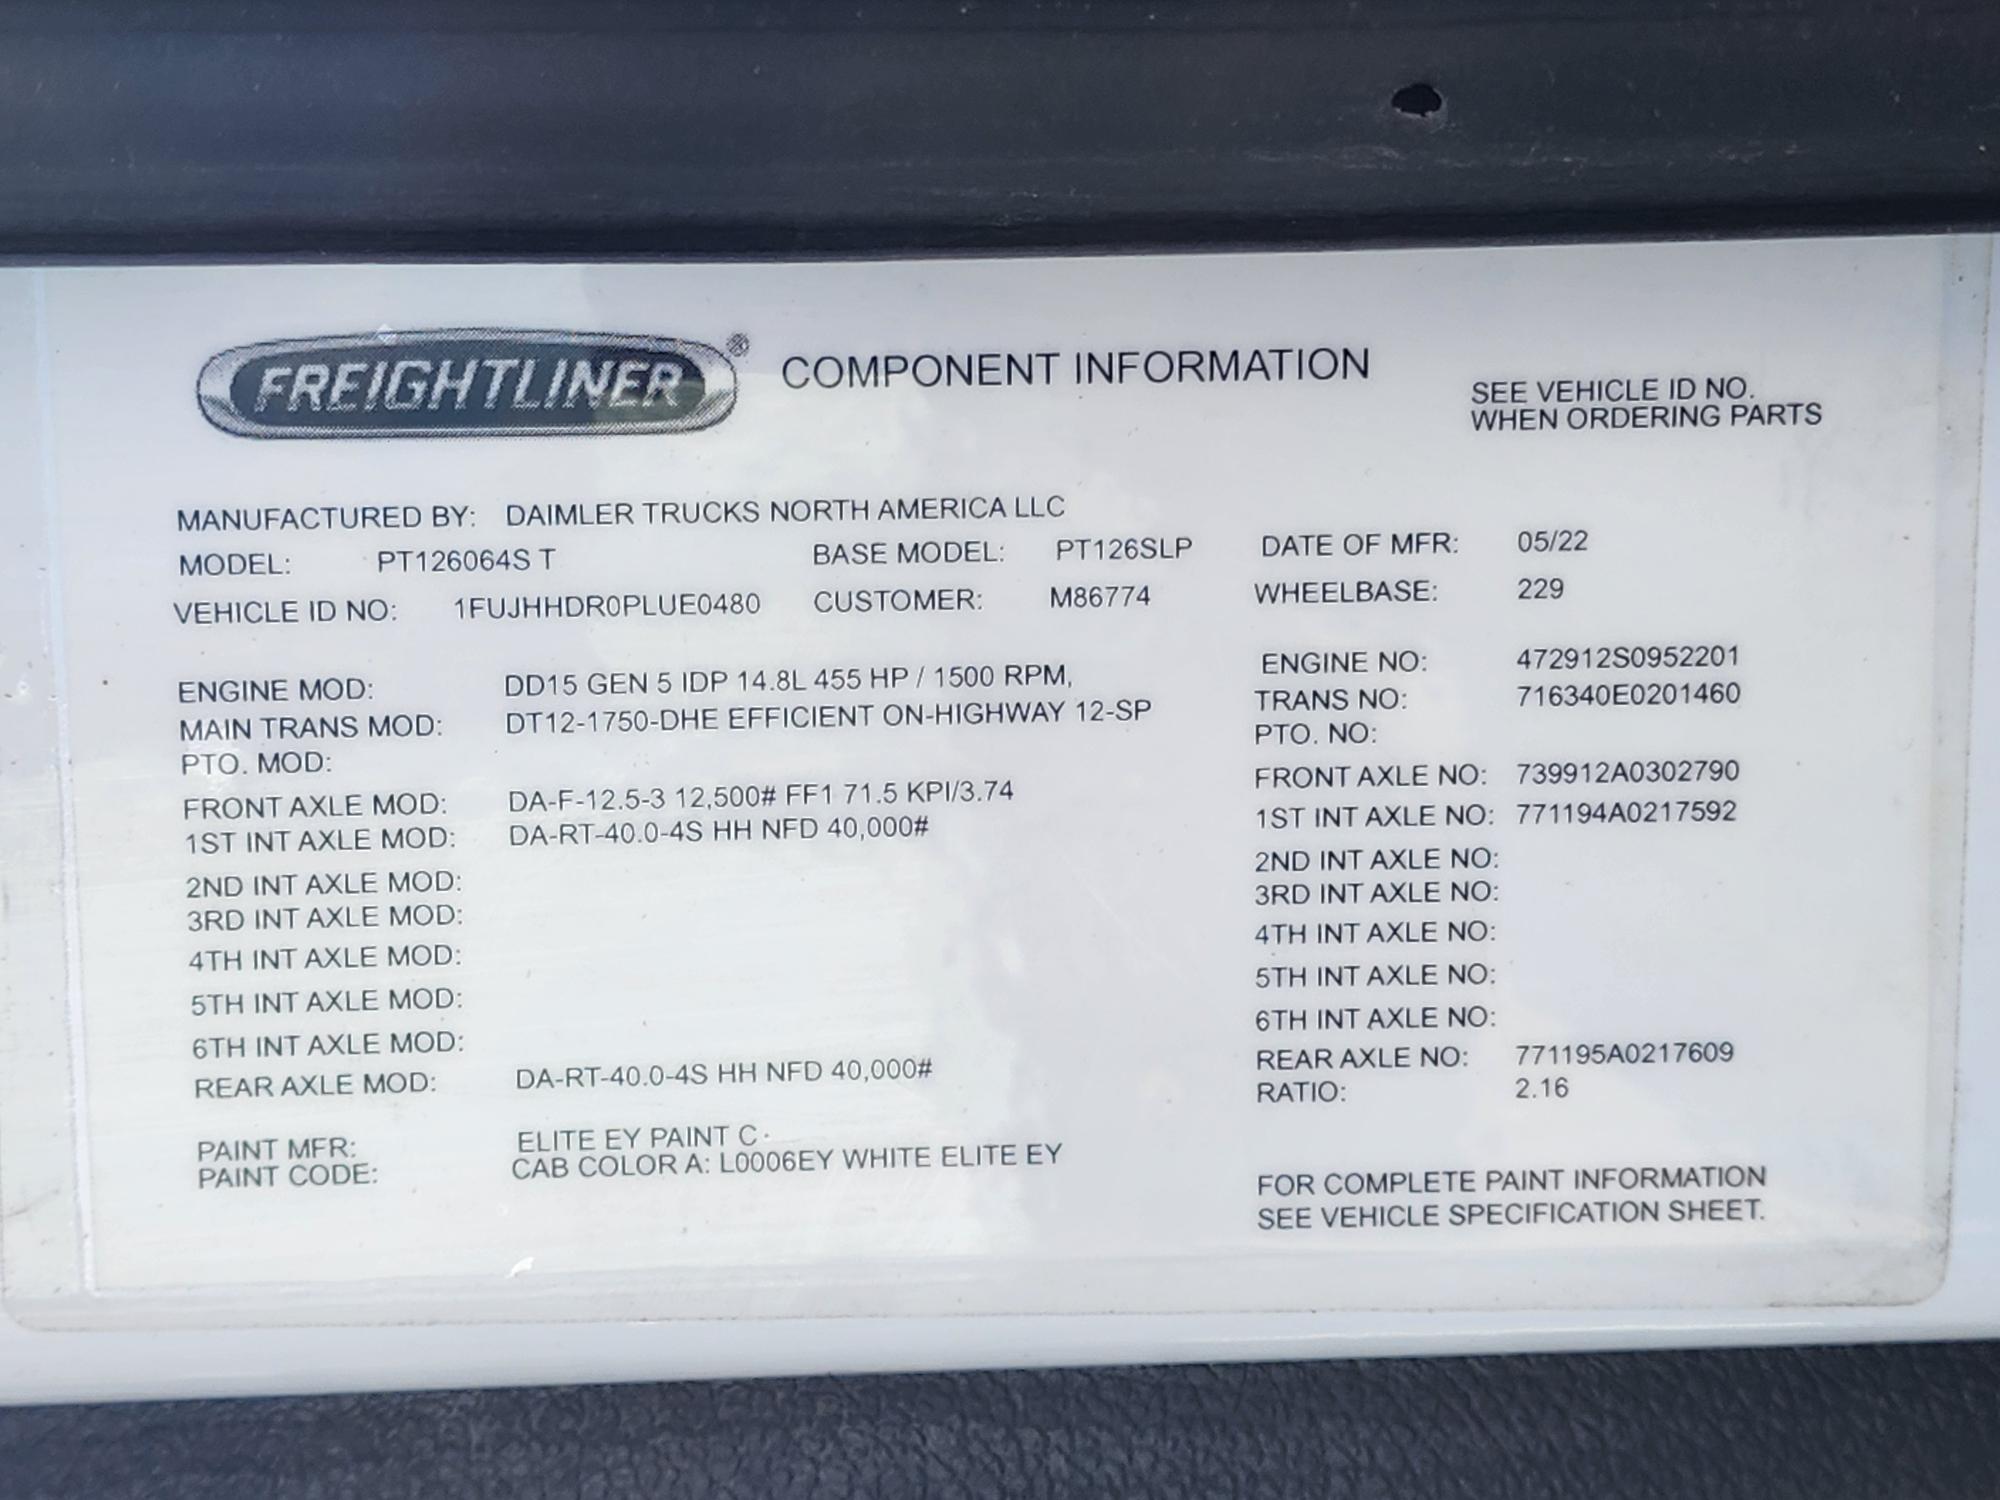 FREIGHTLINER® COMPONENT INFORMATION
SEE VEHICLE ID NO.
WHEN ORDERING PARTS
MANUFACTURED BY: DAIMLER TRUCKS NORTH AMERICA LLC
MODEL: PT126064S T BASE MODEL: PT126SLP DATE OF MFR: 05/22
VEHICLE ID NO: 1FUJHHDR0PLUE0480 CUSTOMER: M86774 WHEELBASE: 229
ENGINE MOD: DD15 GEN 5 IDP 14.8L 455 HP / 1500 RPM, ENGINE NO: 472912S0952201
MAIN TRANS MOD: DT12-1750-DHE EFFICIENT ON-HIGHWAY 12-SP TRANS NO: 716340E0201460
PTO. MOD: PTO. NO:
FRONT AXLE MOD: DA-F-12.5-3 12,500# FF1 71.5 KPI/3.74 FRONT AXLE NO: 739912A0302790
1ST INT AXLE MOD: DA-RT-40.0-4S HH NFD 40,000# 1ST INT AXLE NO: 771194A0217592
2ND INT AXLE MOD: 2ND INT AXLE NO:
3RD INT AXLE MOD: 3RD INT AXLE NO:
4TH INT AXLE MOD: 4TH INT AXLE NO:
5TH INT AXLE MOD: 5TH INT AXLE NO:
6TH INT AXLE MOD: 6TH INT AXLE NO:
REAR AXLE MOD: DA-RT-40.0-4S HH NFD 40,000# REAR AXLE NO: 771195A0217609
RATIO: 2.16
PAINT MFR: ELITE EY PAINT C
PAINT CODE: CAB COLOR A: L0006EY WHITE ELITE EY
FOR COMPLETE PAINT INFORMATION
SEE VEHICLE SPECIFICATION SHEET.